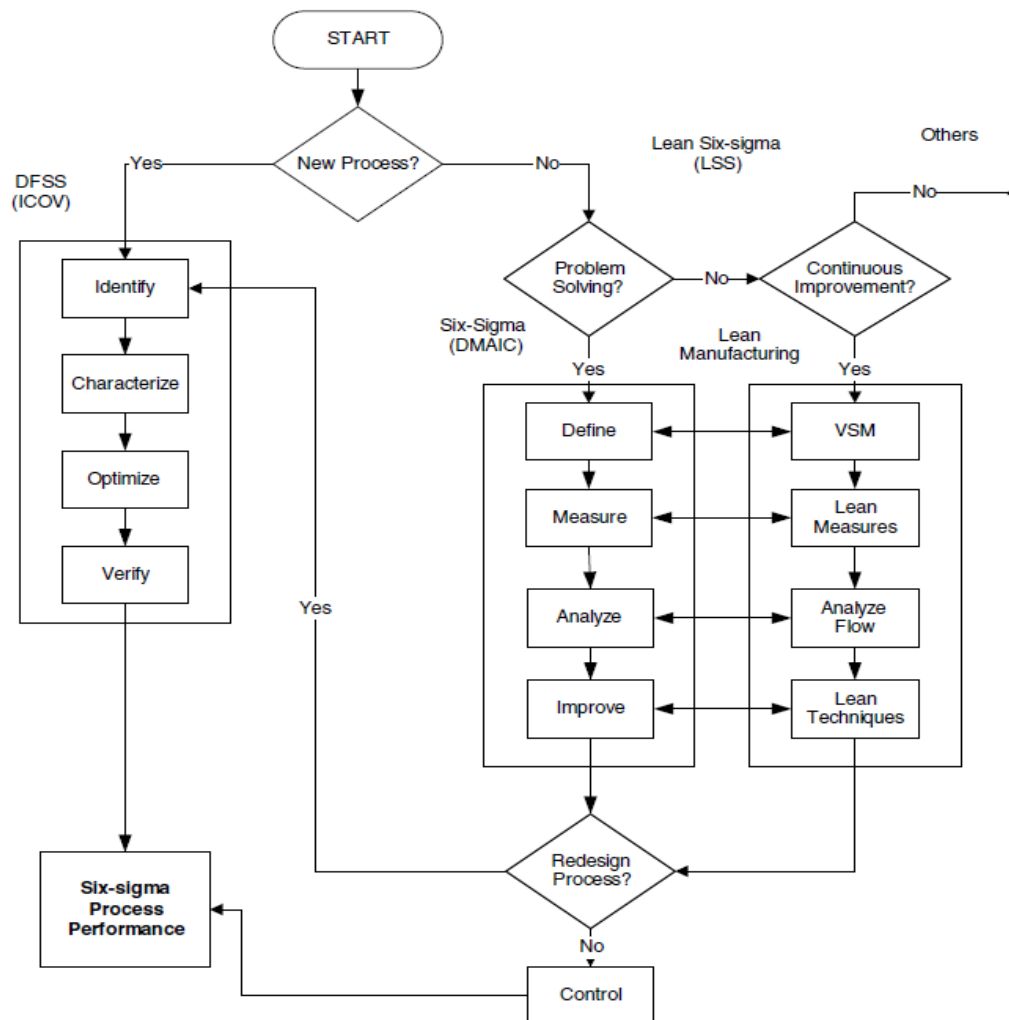 START
New Process?
Yes
No
Lean Six-sigma
(LSS)
Others
No
DFSS
(ICOV)
Identify
Characterize
Optimize
Verify
Problem
Solving?
No
Continuous
Improvement?
Six-Sigma
(DMAIC)
Lean
Manufacturing
Yes
Yes
Define
VSM
Measure
Lean
Measures
Analyze
Analyze
Flow
Improve
Lean
Techniques
Yes
Redesign
Process?
Six-sigma
Process
Performance
No
Control